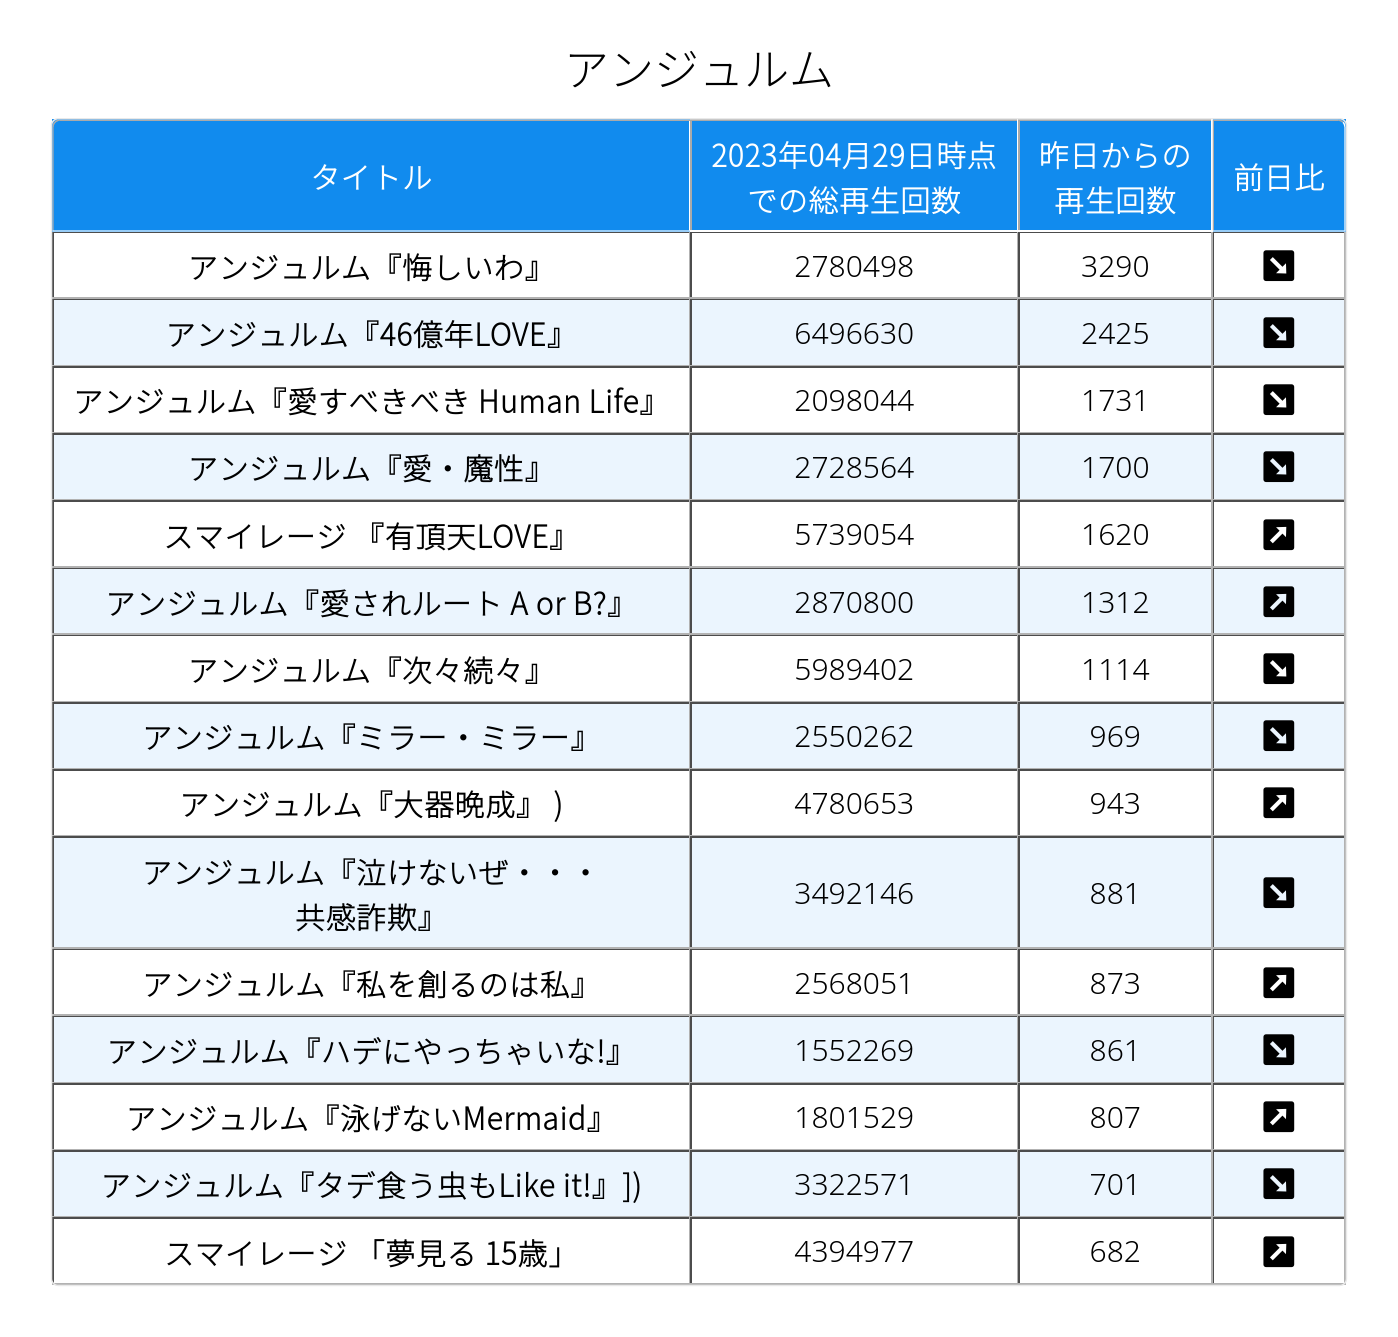 アンジュルム
タイトル
2023年04月29日時点
での総再生回数
昨日からの
再生回数
前日比
アンジュルム『悔しいわ』 2780498 3290 ↘
アンジュルム『46億年LOVE』 6496630 2425 ↘
アンジュルム『愛すべきべき Human Life』 2098044 1731 ↘
アンジュルム『愛・魔性』 2728564 1700 ↘
スマイレージ 『有頂天LOVE』 5739054 1620 ↗
アンジュルム『愛されルート A or B?』 2870800 1312 ↗
アンジュルム『次々続々』 5989402 1114 ↘
アンジュルム『ミラー・ミラー』 2550262 969 ↘
アンジュルム『大器晩成』 ) 4780653 943 ↗
アンジュルム『泣けないぜ・・・
共感詐欺』 3492146 881 ↘
アンジュルム『私を創るのは私』 2568051 873 ↗
アンジュルム『ハデにやっちゃいな!』 1552269 861 ↘
アンジュルム『泳げないMermaid』 1801529 807 ↗
アンジュルム『タデ食う虫もLike it!』]) 3322571 701 ↘
スマイレージ 「夢見る 15歳」 4394977 682 ↗